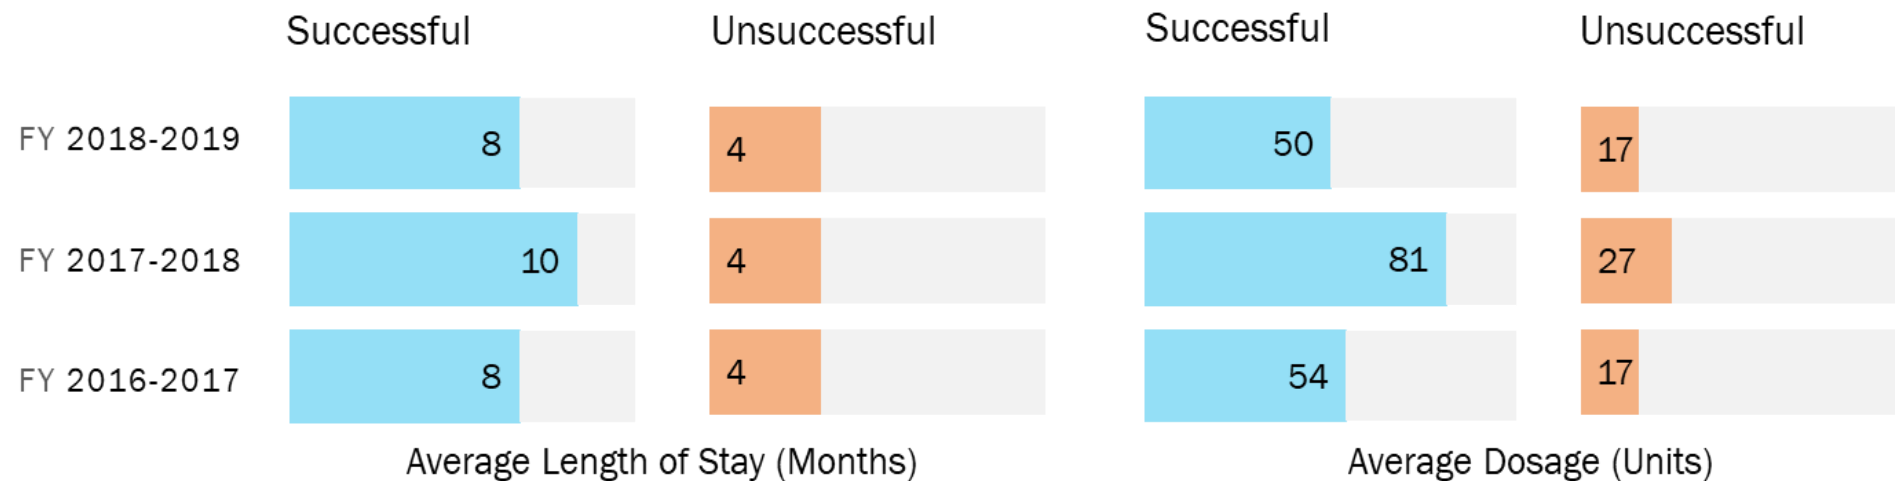 Successful Unsuccessful Successful Unsuccessful
FY 2018-2019 8 4 50 17
FY 2017-2018 10 4 81 27
FY 2016-2017 8 4 54 17
Average Length of Stay (Months) Average Dosage (Units)